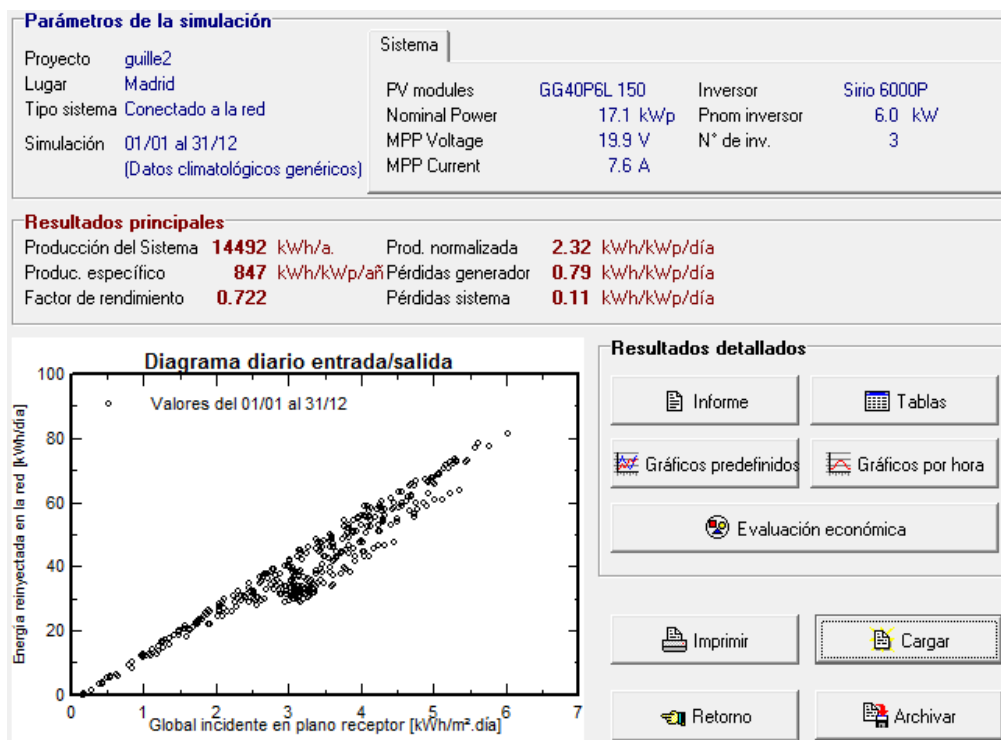 Parámetros de la simulación
Proyecto guille2
Lugar Madrid
Tipo sistema Conectado a la red
Simulación 01/01 al 31/12
(Datos climatológicos genéricos)
Sistema
PV modules GG40P6L 150 Inversor Sirio 6000P
Nominal Power 17.1 kWp Pnom inversor 6.0 kW
MPP Voltage 19.9 V N° de inv. 3
MPP Current 7.6 A
Resultados principales
Producción del Sistema 14492 kWh/a. Prod. normalizada 2.32 kWh/kWp/día
Produc. específico 847 kWh/kWp/añ Pérdidas generador 0.79 kWh/kWp/día
Factor de rendimiento 0.722 Pérdidas sistema 0.11 kWh/kWp/día
Diagrama diario entrada/salida
Valores del 01/01 al 31/12
Energía reinyectada en la red [kWh/día]
100
80
60
40
20
0
0 1 2 3 4 5 6 7
Global incidente en plano receptor [kWh/m².día]
Resultados detallados
Informe Tablas
Gráficos predefinidos Gráficos por hora
Evaluación económica
Imprimir Cargar
Retorno Archivar